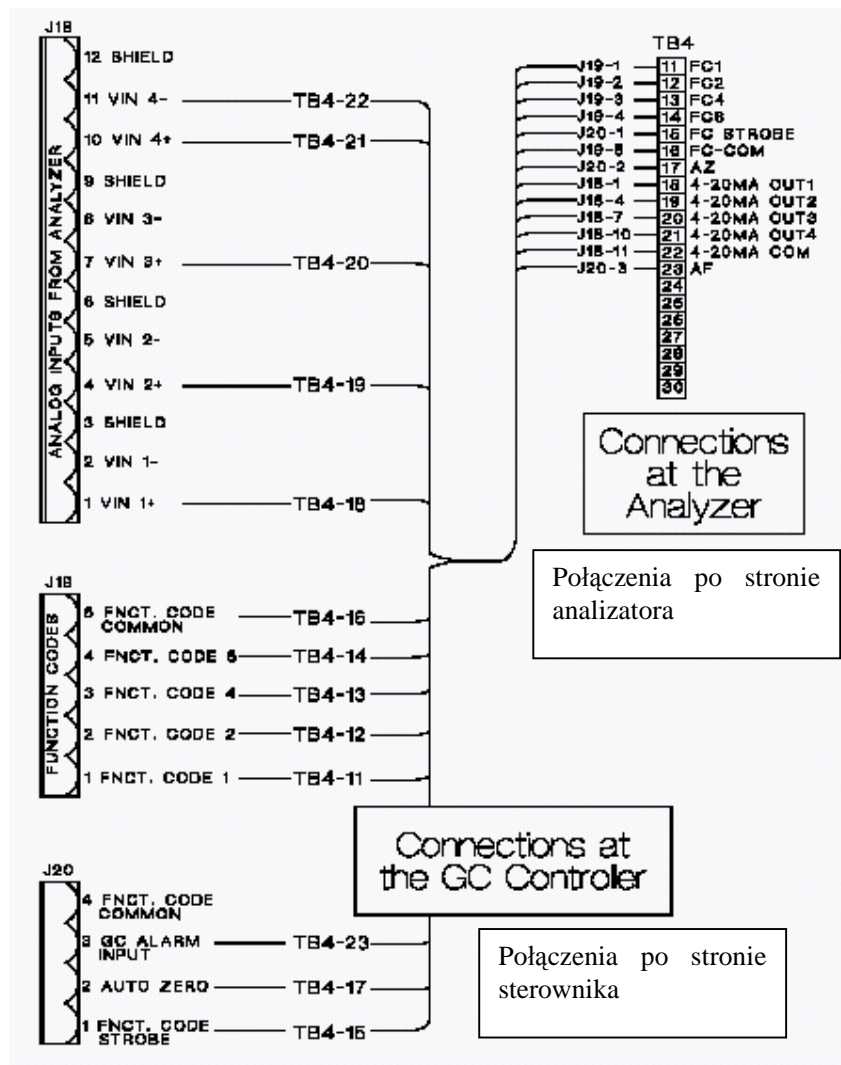 J18
12 SHIELD
11 VIN 4- TB4-22
10 VIN 4+ TB4-21
9 SHIELD
8 VIN 3-
7 VIN 3+ TB4-20
6 SHIELD
5 VIN 2-
4 VIN 2+ TB4-19
3 SHIELD
2 VIN 1-
1 VIN 1+ TB4-18
ANALOG INPUTS FROM ANALYZER
TB4
J19-1 11 FC1
J19-2 12 FC2
J19-3 13 FC4
J19-4 14 FC8
J20-1 15 FC STROBE
J19-5 16 FC-COM
J20-2 17 AZ
J18-1 18 4-20MA OUT1
J18-4 19 4-20MA OUT2
J18-7 20 4-20MA OUT3
J18-10 21 4-20MA OUT4
J18-11 22 4-20MA COM
J20-3 23 AF
24
25
26
27
28
29
30
Connections
at the
Analyzer
Połączenia po stronie
analizatora
J19
5 FNCT. CODE
COMMON TB4-16
4 FNCT. CODE 8 TB4-14
3 FNCT. CODE 4 TB4-13
2 FNCT. CODE 2 TB4-12
1 FNCT. CODE 1 TB4-11
FUNCTION CODES
Connections at
the GC Controller
Połączenia po stronie
sterownika
J20
4 FNCT. CODE
COMMON
3 GC ALARM
INPUT TB4-23
2 AUTO ZERO TB4-17
1 FNCT. CODE
STROBE TB4-15